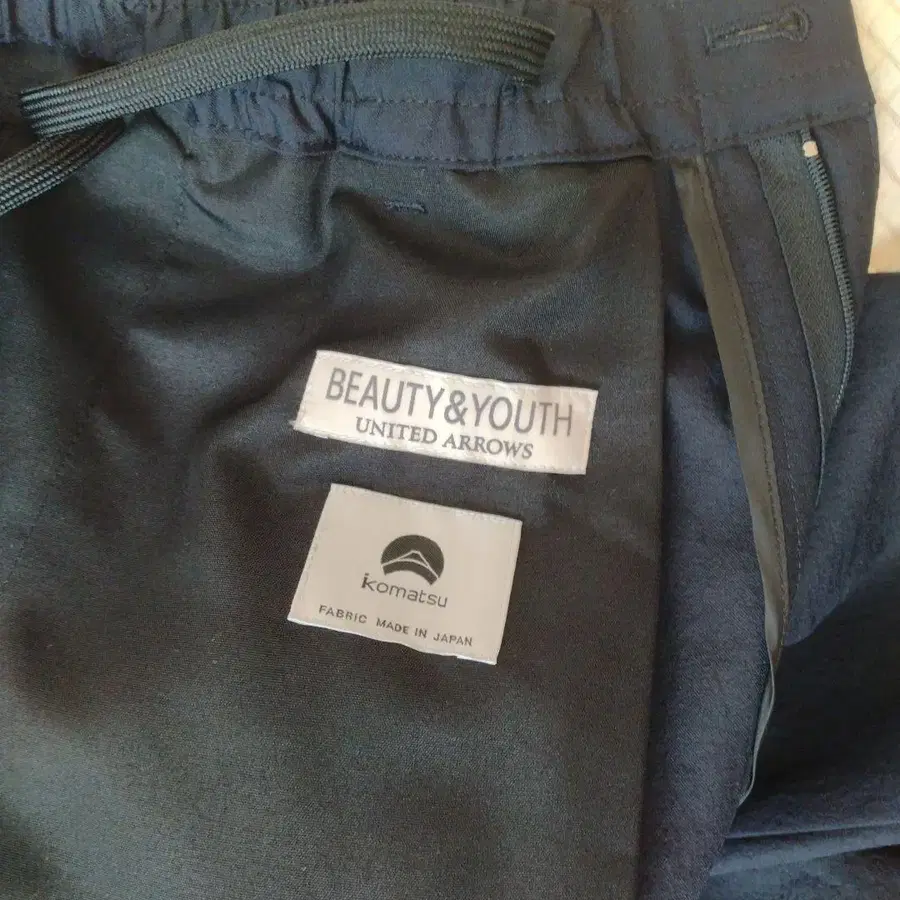 BEAUTY&YOUTH
UNITED ARROWS
komatsu
FABRIC MADE IN JAPAN